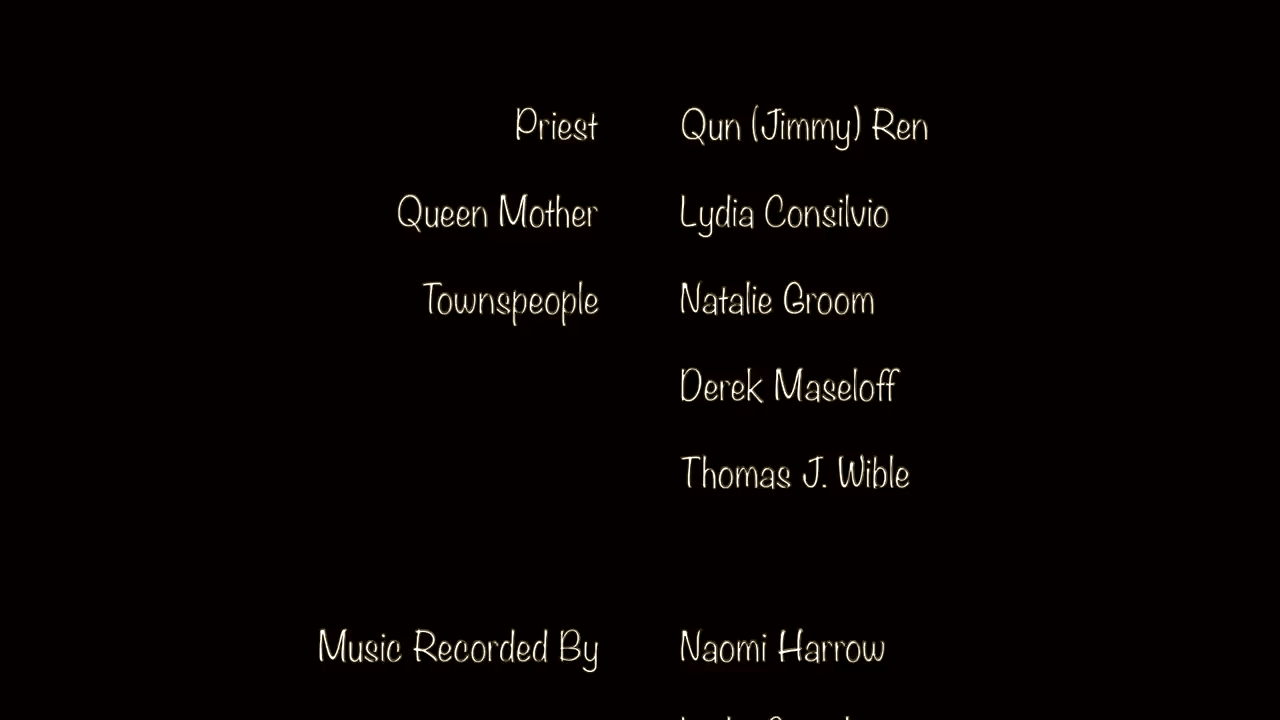 Priest Qun (Jimmy) Ren
Queen Mother Lydia Consilvio
Townspeople Natalie Groom
Derek Maseloff
Thomas J. Wible
Music Recorded By Naomi Harrow